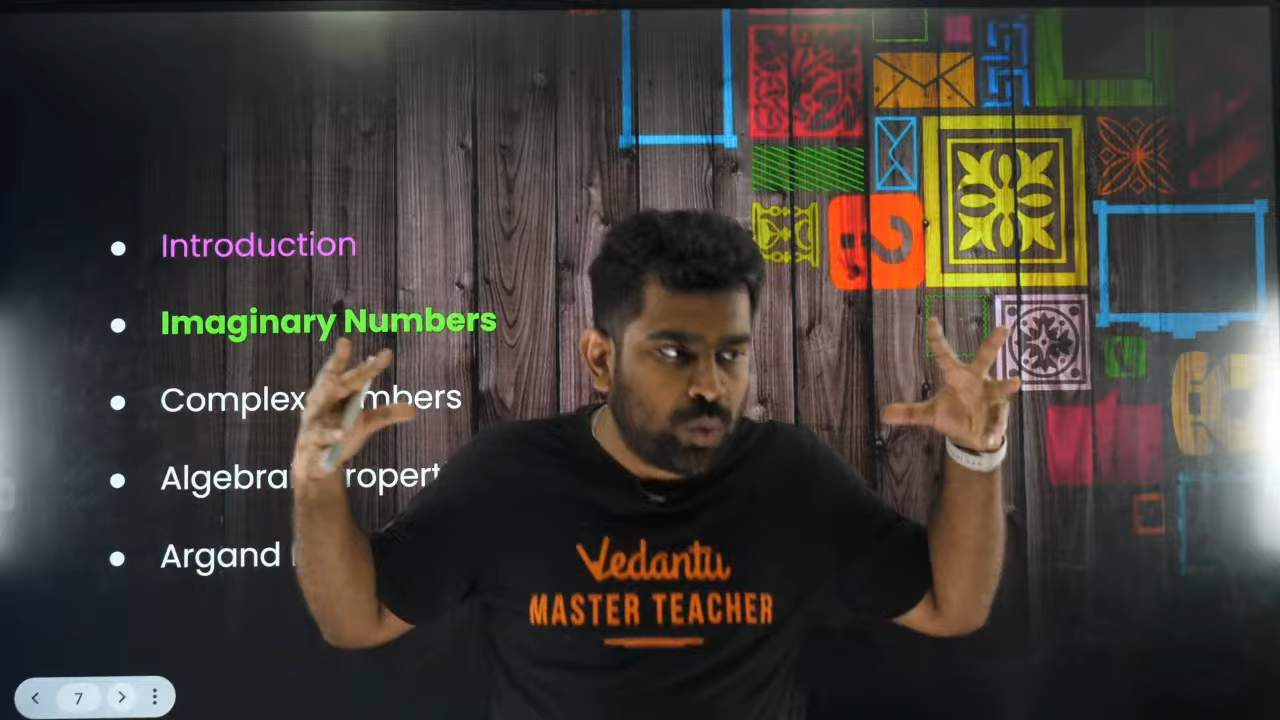 Introduction
Imaginary Numbers
Complex mbers
Algebra ropert
Argand
Vedantu
MASTER TEACHER
7